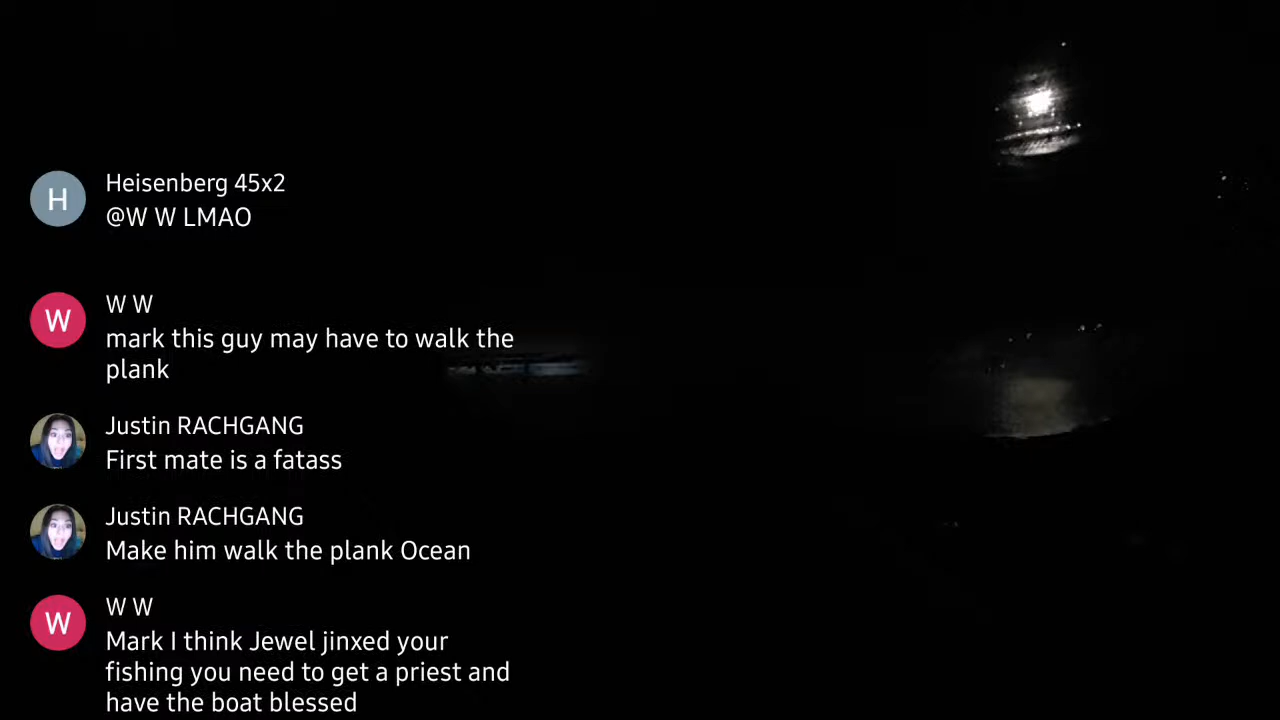 H
Heisenberg 45x2
@W W LMAO
W
W W
mark this guy may have to walk the
plank
Justin RACHGANG
First mate is a fatass
Justin RACHGANG
Make him walk the plank Ocean
W
W W
Mark I think Jewel jinxed your
fishing you need to get a priest and
have the boat blessed